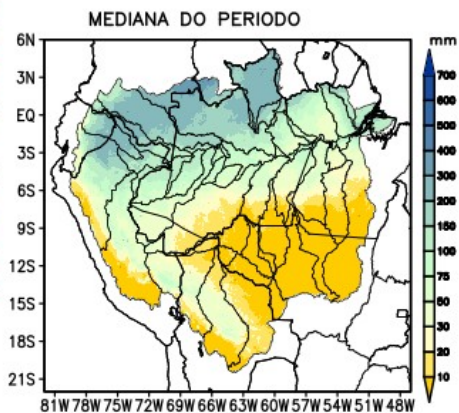 MEDIANA DO PERIODO
mm
6N
3N
EQ
3S
6S
9S
12S
15S
18S
21S
81W 78W 75W 72W 69W 66W 63W 60W 57W 54W 51W 48W
700
600
500
400
300
200
150
100
75
50
30
20
10